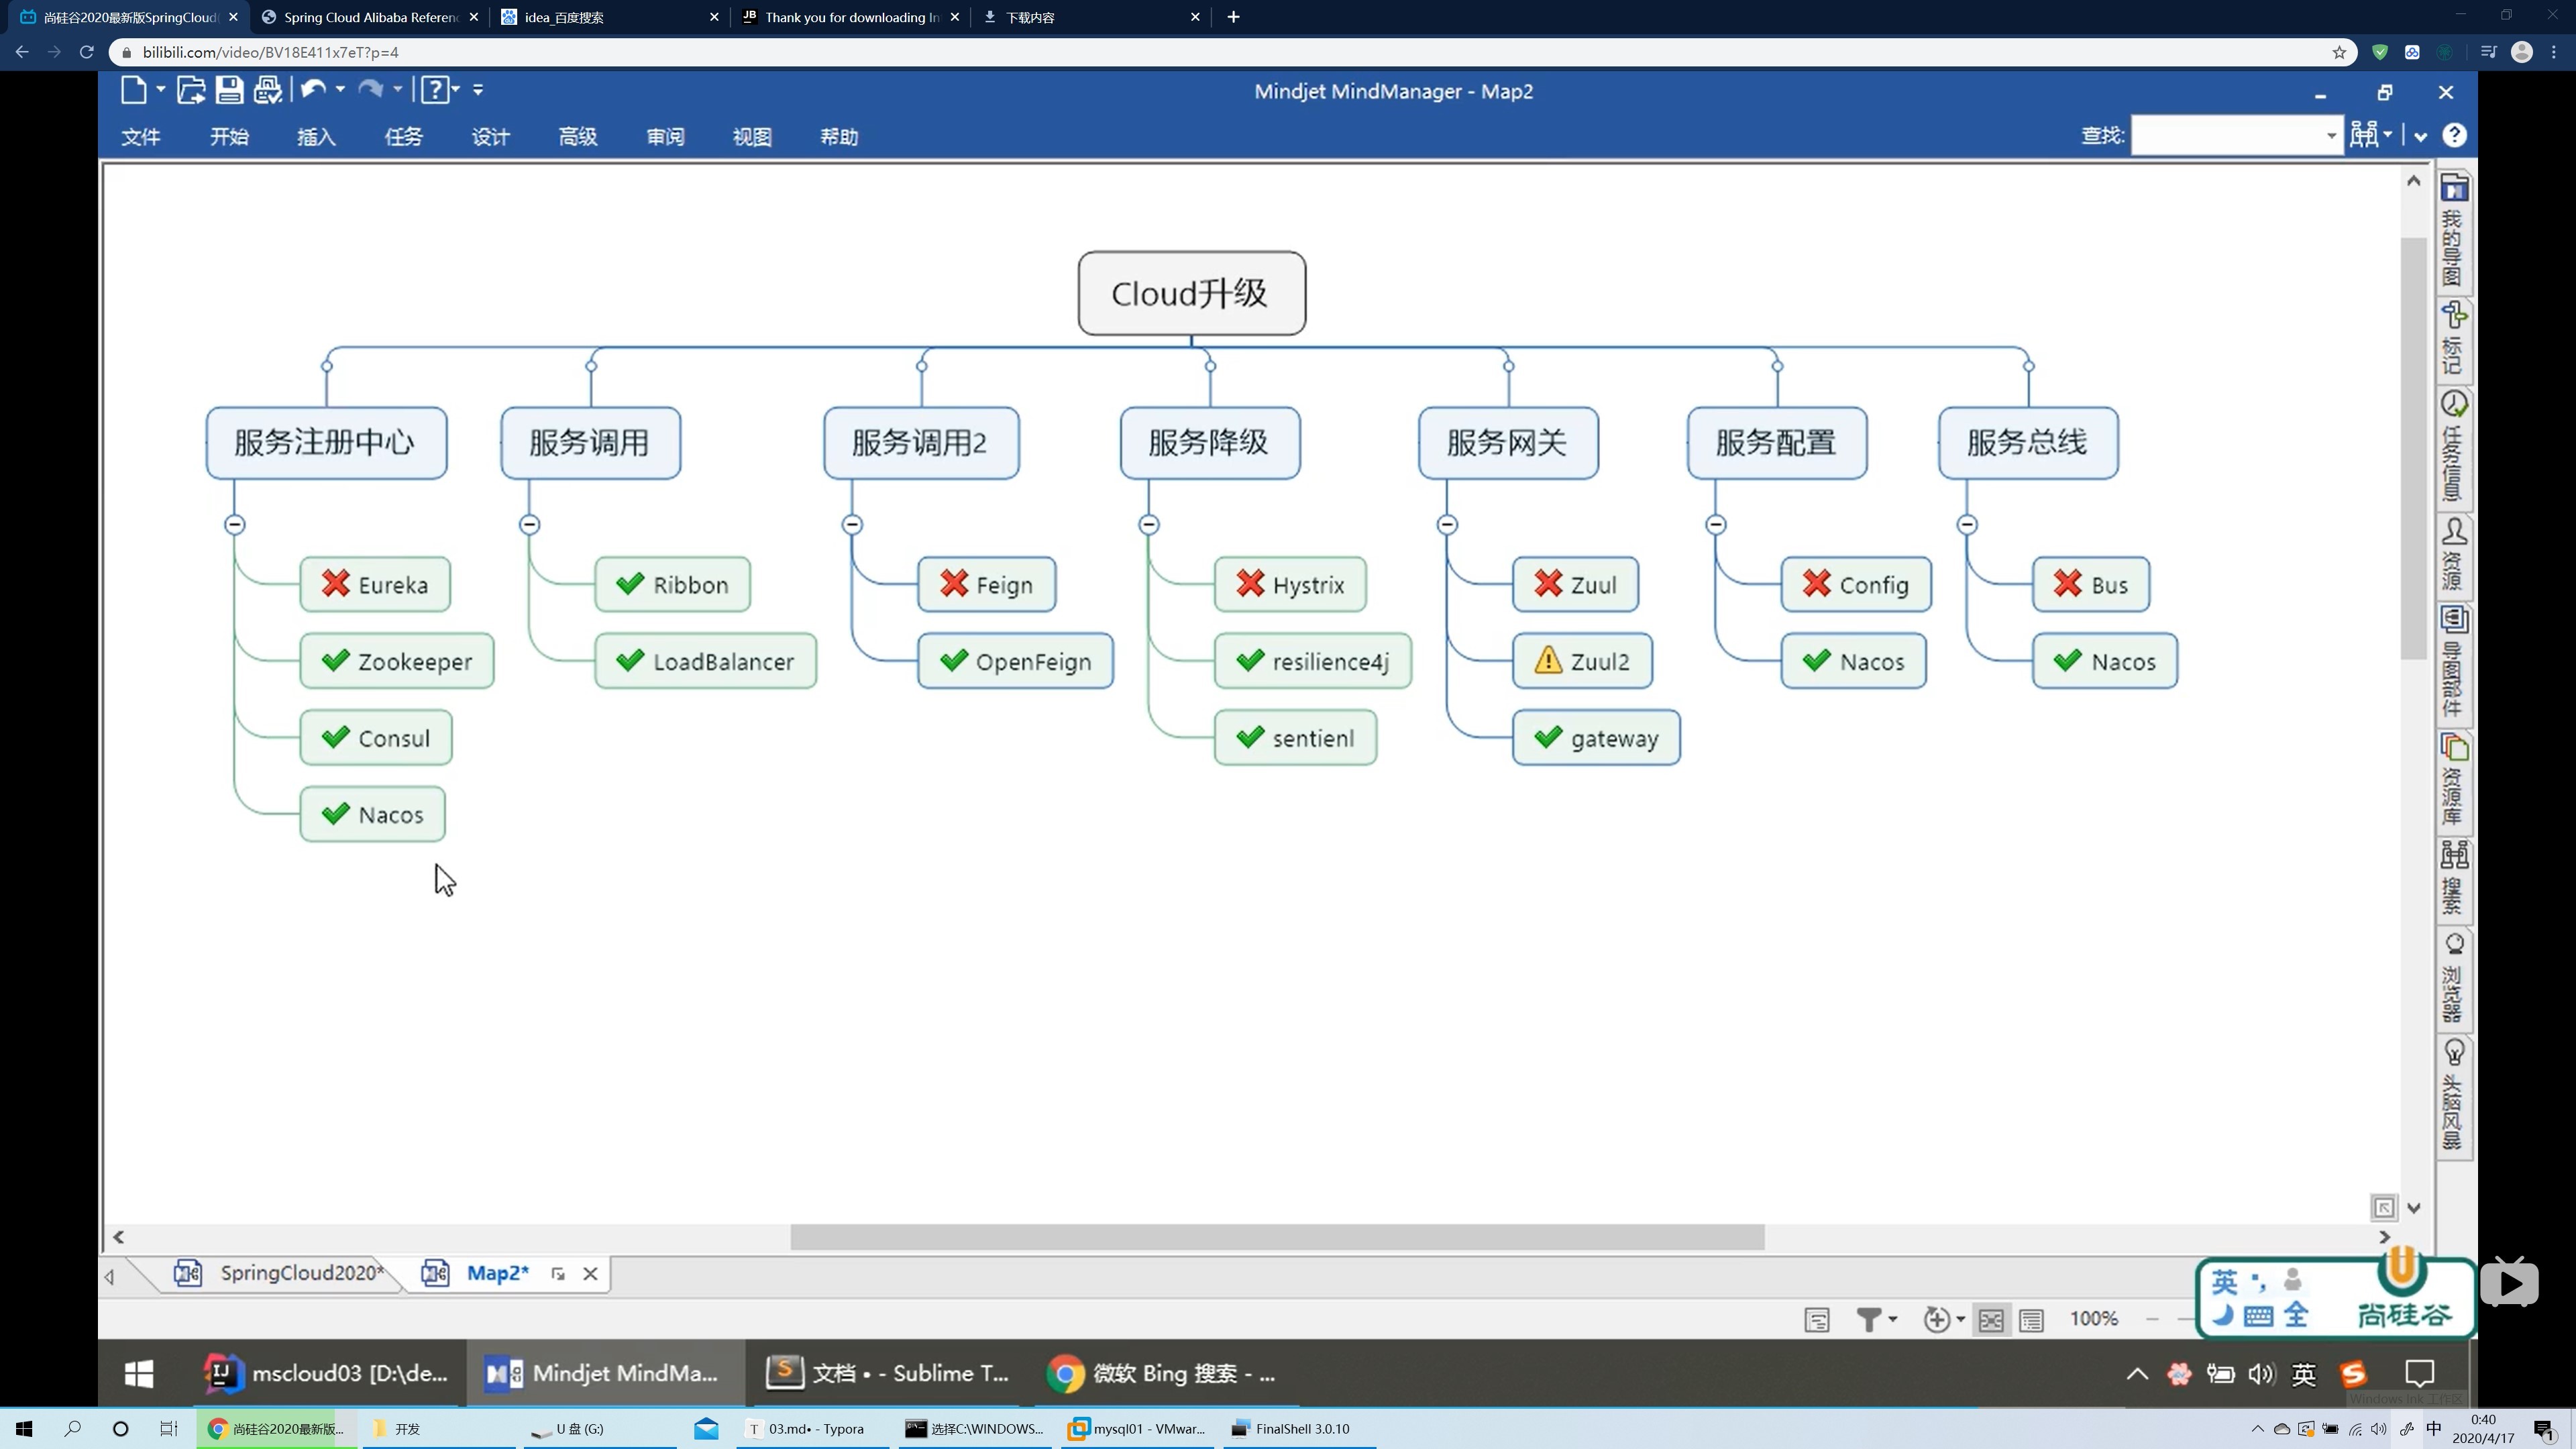 尚硅谷2020最新版SpringCloud(
Spring Cloud Alibaba Referenc
idea_百度搜索
Thank you for downloading In
下载内容
bilibili.com/video/BV18E411x7eT?p=4
Mindjet MindManager - Map2
文件 开始 插入 任务 设计 高级 审阅 视图 帮助
查找:
Cloud升级
服务注册中心
服务调用
服务调用2
服务降级
服务网关
服务配置
服务总线
Eureka
Ribbon
Feign
Hystrix
Zuul
Config
Bus
Zookeeper
LoadBalancer
OpenFeign
resilience4j
Zuul2
Nacos
Nacos
Consul
sentienl
gateway
Nacos
我的导图
标记
任务信息
资源
导图部件
资源库
搜索
浏览器
头脑风暴
SpringCloud2020*
Map2*
100%
英
全
尚硅谷
mscloud03 [D:\de...
Mindjet MindMa...
文档 • - Sublime T...
微软 Bing 搜索 - ...
英
Windows Ink 工作区
尚硅谷2020最新版...
开发
U 盘 (G:)
03.md• - Typora
选择C:\WINDOWS...
mysql01 - VMwar...
FinalShell 3.0.10
中
0:40
2020/4/17
1